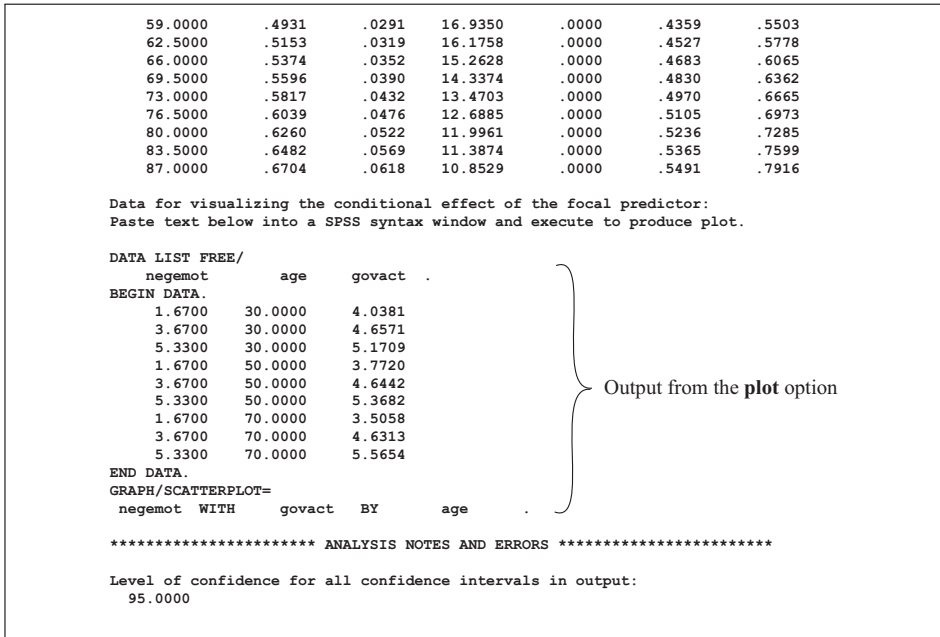 59.0000 .4931 .0291 16.9350 .0000 .4359 .5503
62.5000 .5153 .0319 16.1758 .0000 .4527 .5778
66.0000 .5374 .0352 15.2628 .0000 .4683 .6065
69.5000 .5596 .0390 14.3374 .0000 .4830 .6362
73.0000 .5817 .0432 13.4703 .0000 .4970 .6665
76.5000 .6039 .0476 12.6885 .0000 .5105 .6973
80.0000 .6260 .0522 11.9961 .0000 .5236 .7285
83.5000 .6482 .0569 11.3874 .0000 .5365 .7599
87.0000 .6704 .0618 10.8529 .0000 .5491 .7916
Data for visualizing the conditional effect of the focal predictor:
Paste text below into a SPSS syntax window and execute to produce plot.
DATA LIST FREE/
negemot age govact .
BEGIN DATA.
1.6700 30.0000 4.0381
3.6700 30.0000 4.6571
5.3300 30.0000 5.1709
1.6700 50.0000 3.7720
3.6700 50.0000 4.6442
5.3300 50.0000 5.3682
1.6700 70.0000 3.5058
3.6700 70.0000 4.6313
5.3300 70.0000 5.5654
END DATA.
GRAPH/SCATTERPLOT=
negemot WITH govact BY age .
Output from the plot option
*********************** ANALYSIS NOTES AND ERRORS ************************
Level of confidence for all confidence intervals in output:
95.0000